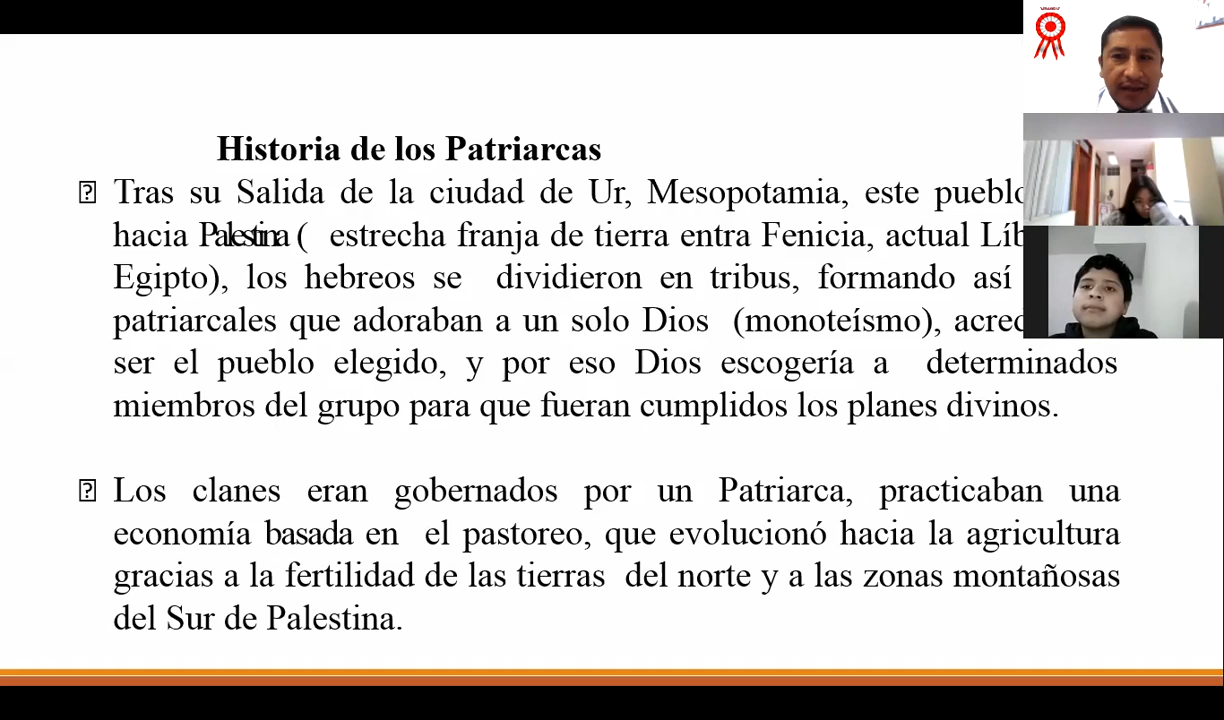 Historia de los Patriarcas
Tras su Salida de la ciudad de Ur, Mesopotamia, este pueblo
hacia Palestina ( estrecha franja de tierra entra Fenicia, actual
Egipto), los hebreos se dividieron en tribus, formando así
patriarcales que adoraban a un solo Dios (monoteísmo),
ser el pueblo elegido, y por eso Dios escogería a determinados
miembros del grupo para que fueran cumplidos los planes divinos.
Los clanes eran gobernados por un Patriarca, practicaban una
economía basada en el pastoreo, que evolucionó hacia la agricultura
gracias a la fertilidad de las tierras del norte y a las zonas montañosas
del Sur de Palestina.